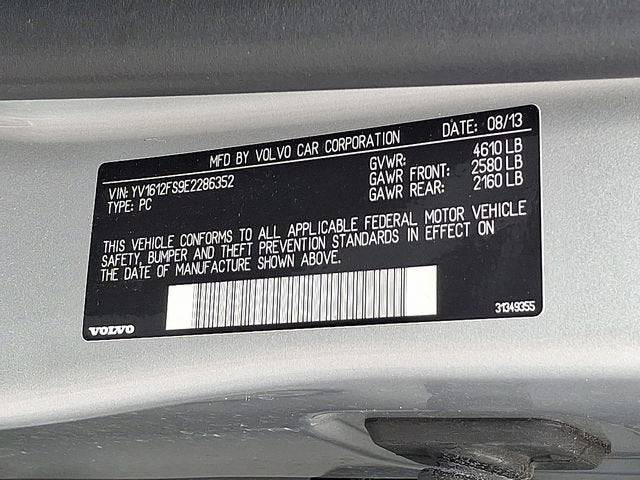 MFD BY VOLVO CAR CORPORATION DATE: 08/13
VIN: YV1612FS9E2286352 GVWR: 4610 LB
TYPE: PC GAWR FRONT: 2580 LB
GAWR REAR: 2160 LB
THIS VEHICLE CONFORMS TO ALL APPLICABLE FEDERAL MOTOR VEHICLE
SAFETY, BUMPER AND THEFT PREVENTION STANDARDS IN EFFECT ON
THE DATE OF MANUFACTURE SHOWN ABOVE.
VOLVO 31349355